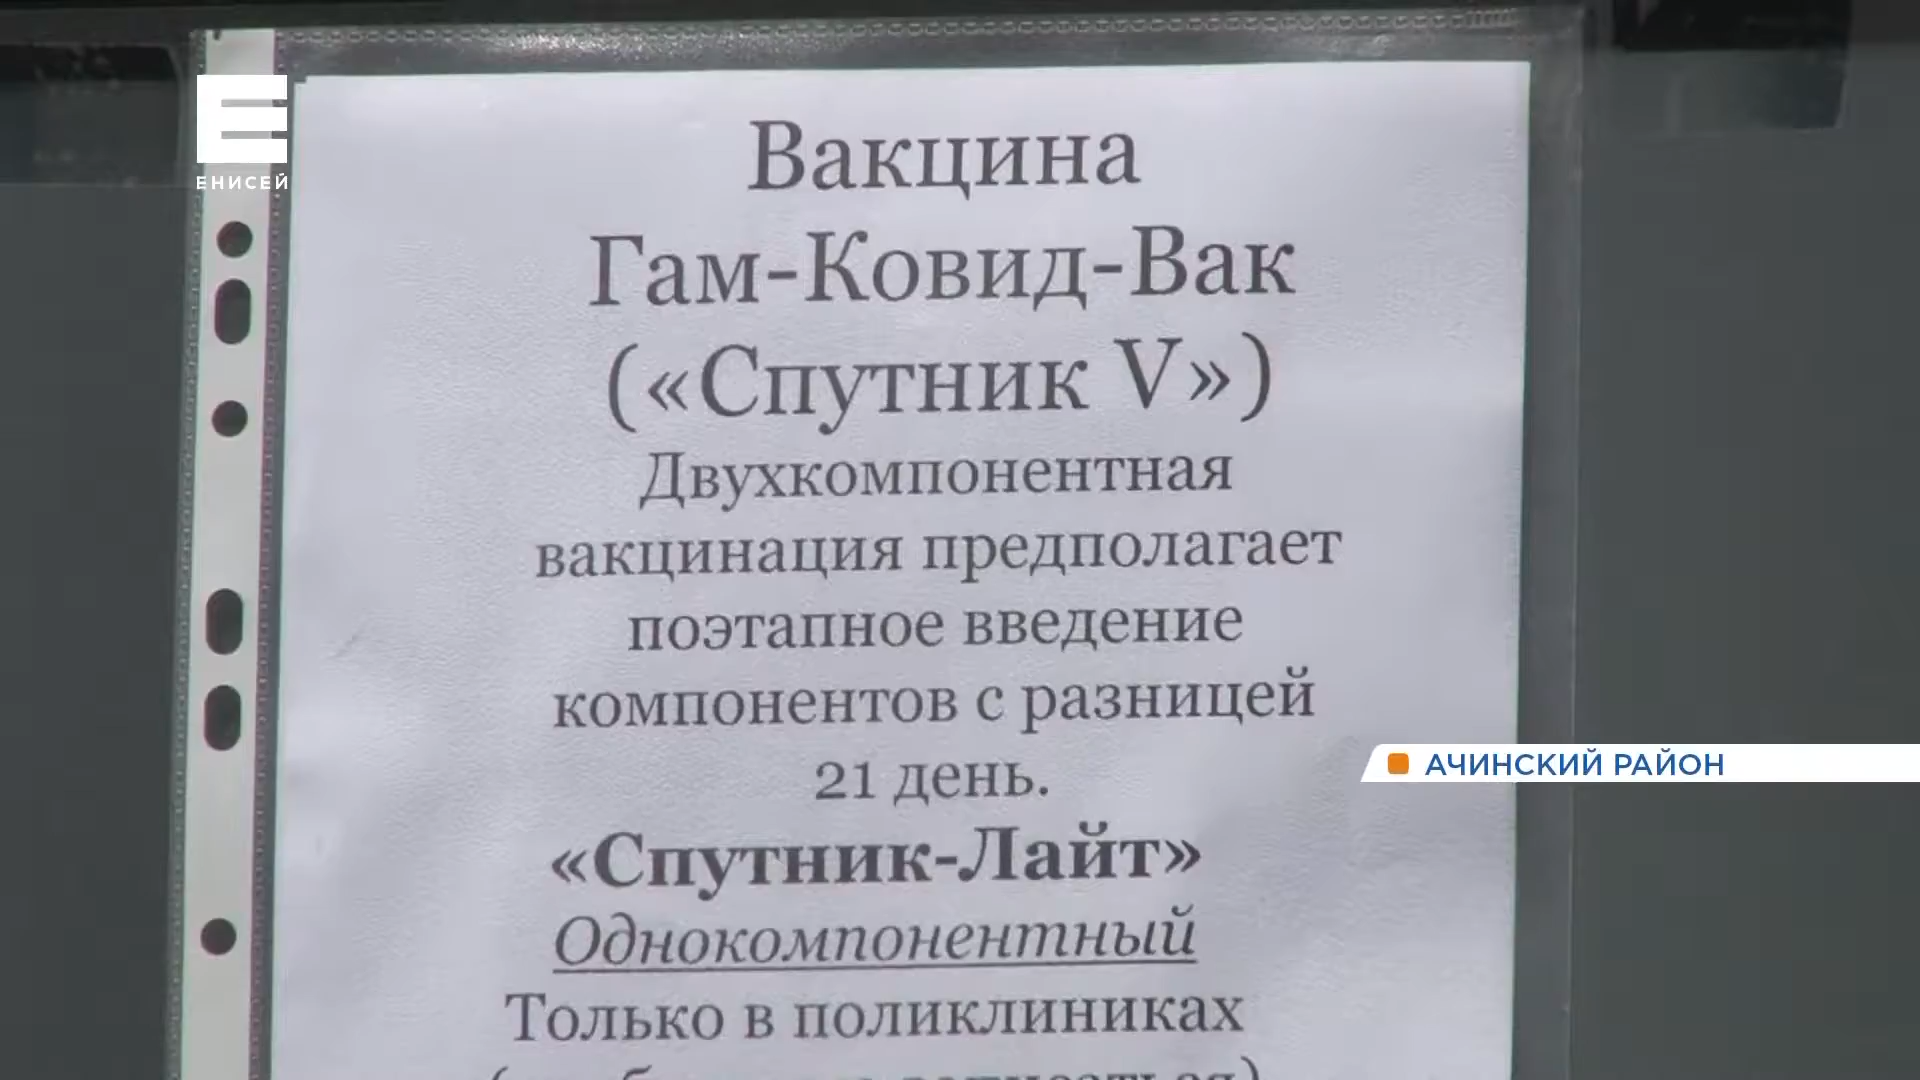 ЕНИСЕЙ
Вакцина
Гам-Ковид-Вак
(«Спутник V»)
Двухкомпонентная
вакцинация предполагает
поэтапное введение
компонентов с разницей
21 день.
АЧИНСКИЙ РАЙОН
«Спутник-Лайт»
Однокомпонентный
Только в поликлиниках